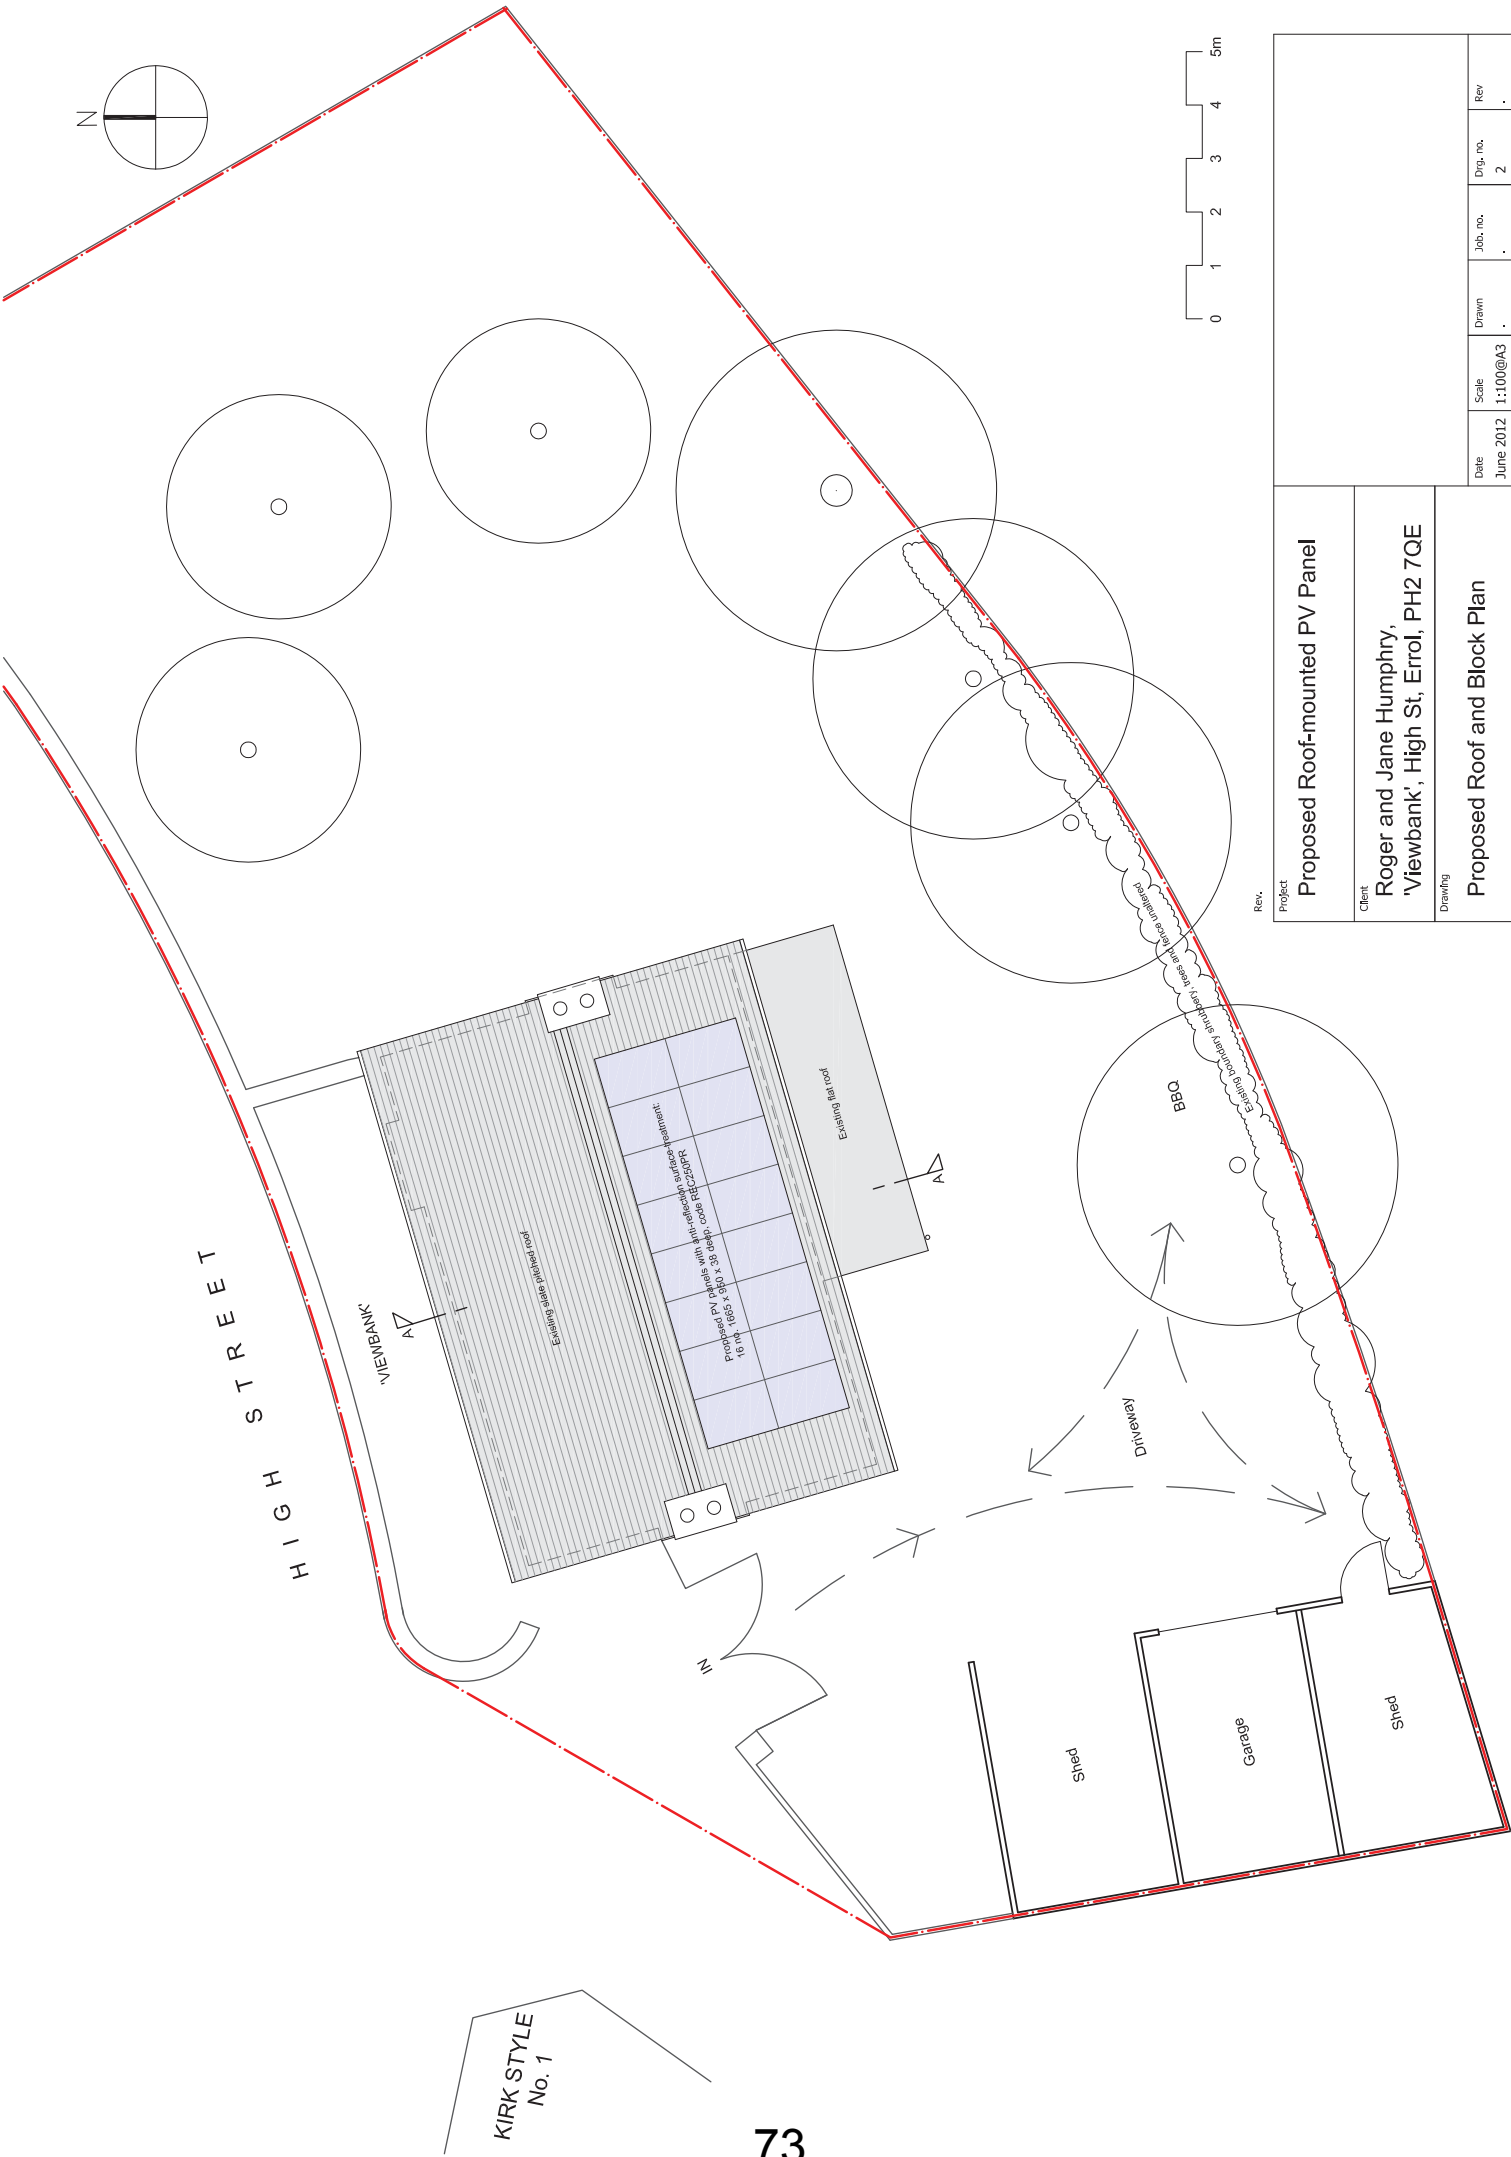 N
HIGH STREET
'VIEWBANK'
A
Existing slate pitched roof
Proposed PV panels with anti-reflection surface-treatment:
16 no. 1665 x 950 x 38 deep, code REC250PR
Existing flat roof
A
IN
Driveway
BBQ
Existing boundary shrubbery, trees and fence unaltered
Shed
Garage
Shed
KIRK STYLE
No. 1
0 1 2 3 4 5m
Rev.
Project
Proposed Roof-mounted PV Panel
Client
Roger and Jane Humphry,
'Viewbank', High St, Errol, PH2 7QE
Drawing
Proposed Roof and Block Plan
Date Scale Drawn Job. no. Drg. no. Rev
June 2012 1:100@A3 . . 2 .
73